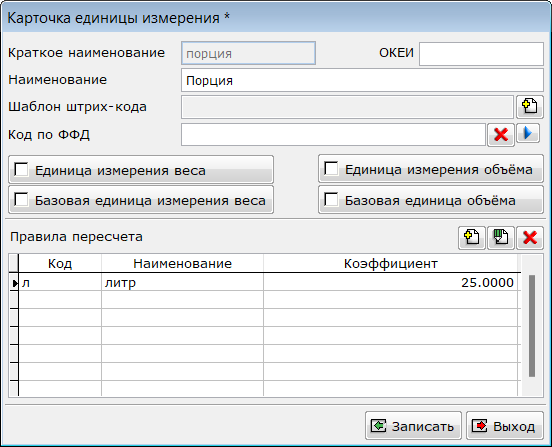 Карточка единицы измерения *
Краткое наименование порция ОКЕИ
Наименование Порция
Шаблон штрих-кода
Код по ФФД
Единица измерения веса Единица измерения объёма
Базовая единица измерения веса Базовая единица объёма
Правила пересчета
Код Наименование Коэффициент
л литр 25.0000
Записать Выход